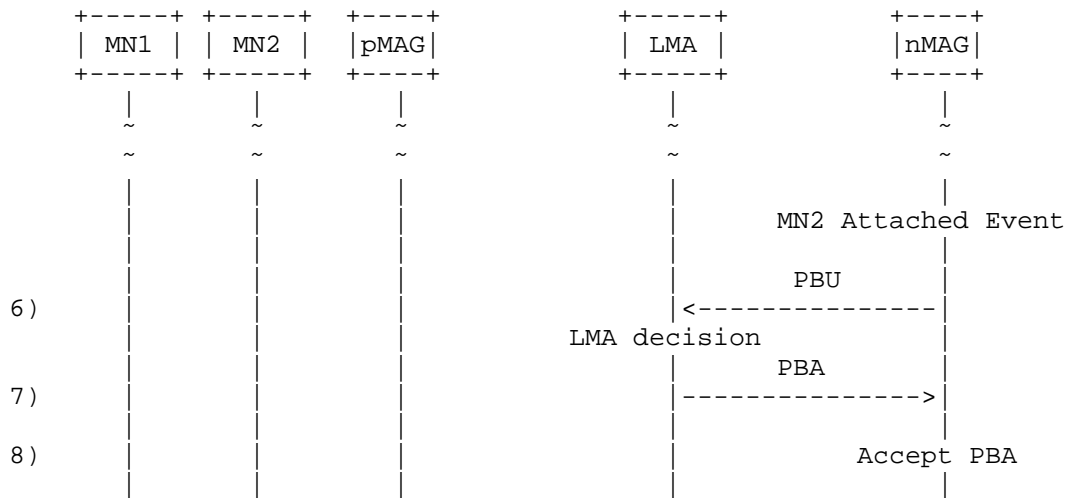 MN1 MN2 pMAG LMA nMAG
MN2 Attached Event
PBU
6)
LMA decision
PBA
7)
8) Accept PBA